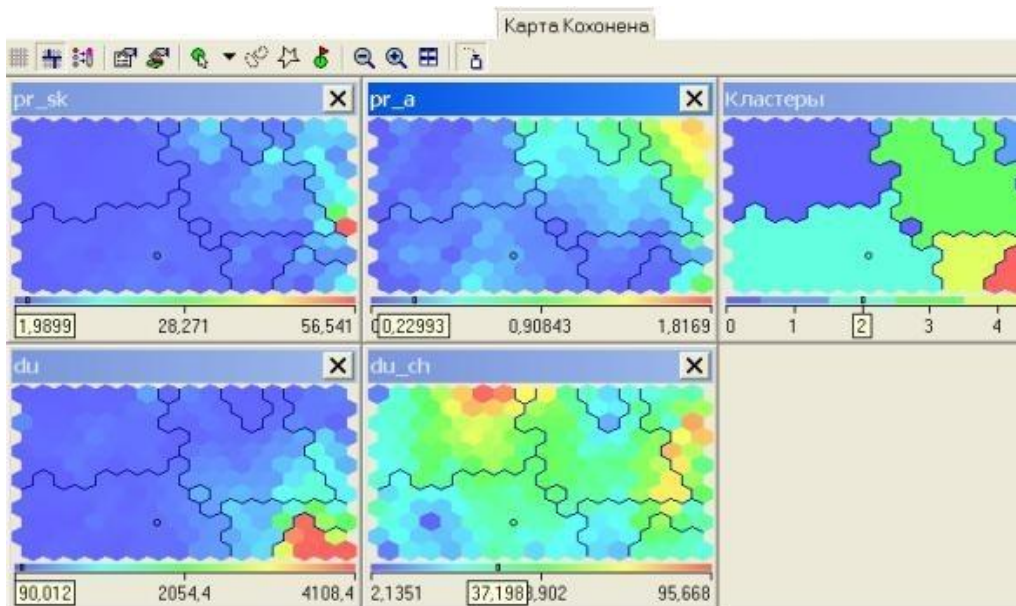 Карта Кохонена
pr_sk
pr_a
Кластеры
1,9899 28,271 56,541
0,22993 0,90843 1,8169
0 1 2 3 4
du
du_ch
90,012 2054,4 4108,4
2,1351 37,198 ,902 95,668